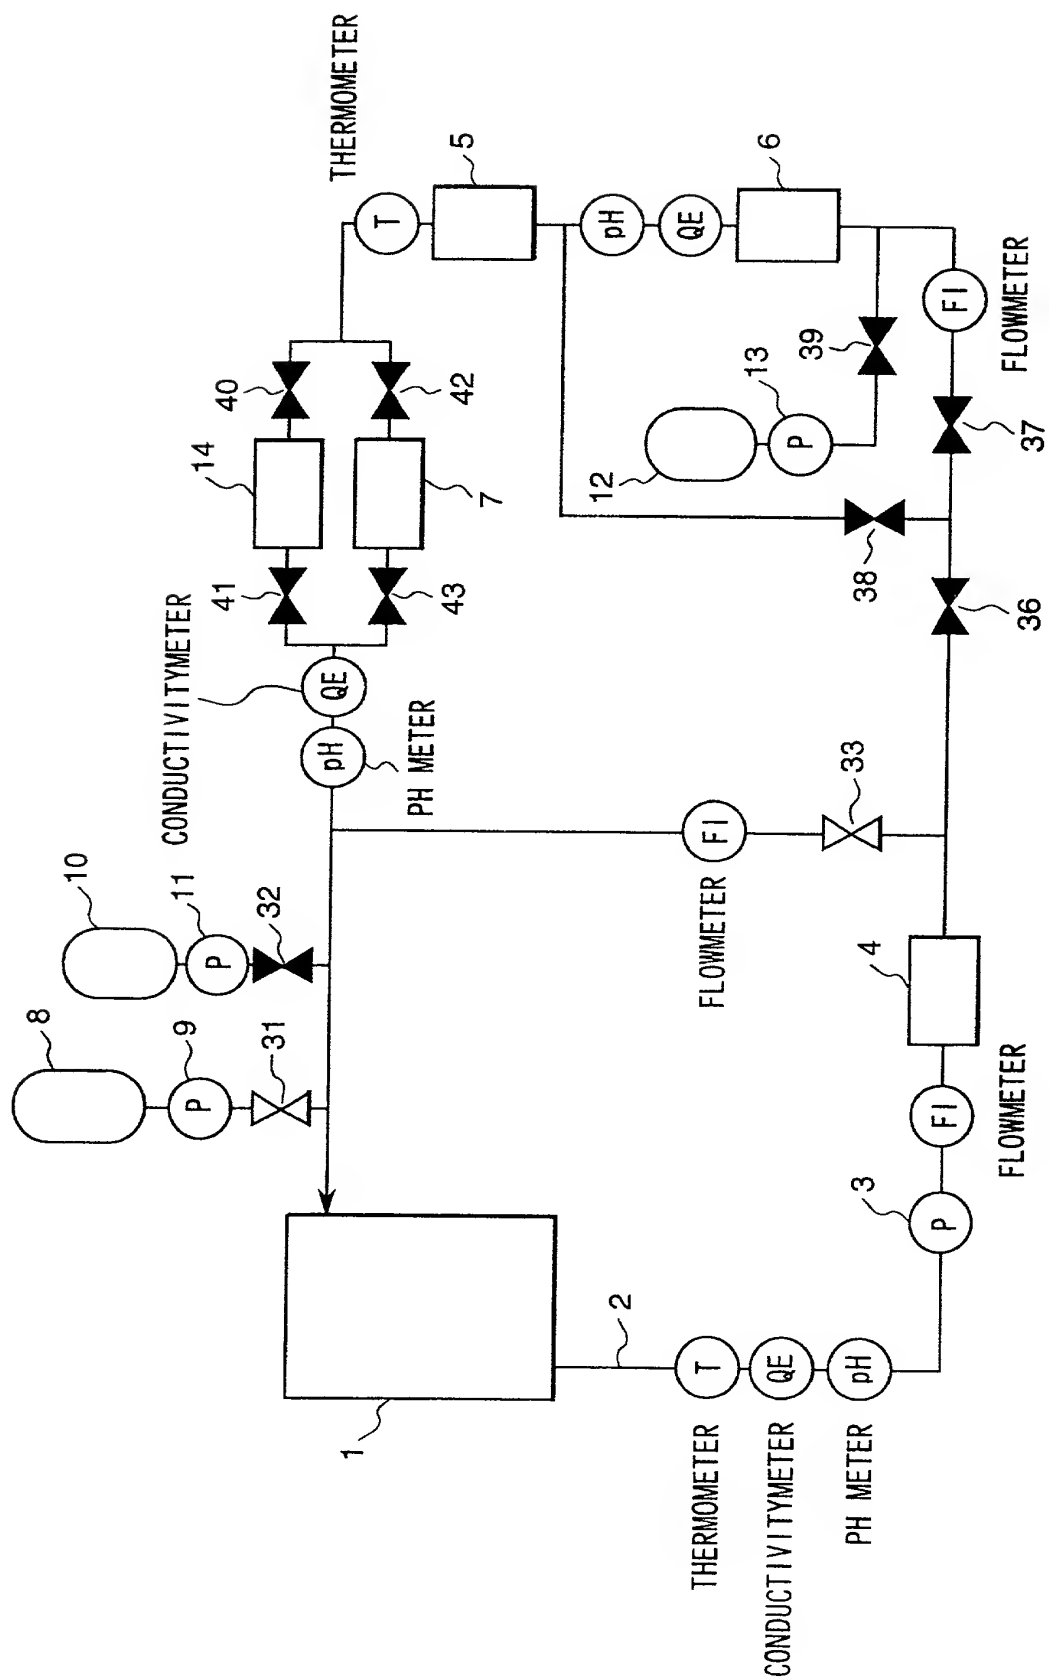 THERMOMETER
T
5
pH
QE
6
FI
FLOWMETER
40
42
14
7
41
43
12
13
P
39
38
37
36
CONDUCTIVITYMETER
QE
pH
PH METER
10
11
P
32
8
9
P
31
FLOWMETER
FI
33
4
FI
FLOWMETER
3
P
1
2
T
QE
pH
THERMOMETER
CONDUCTIVITYMETER
PH METER